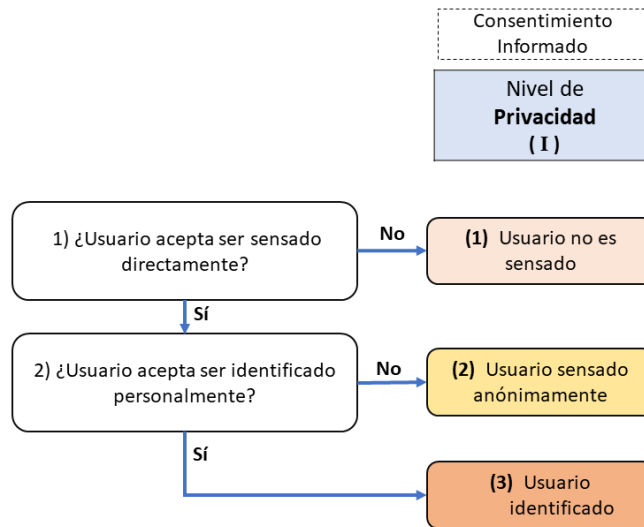 Consentimiento
Informado
Nivel de
Privacidad
( I )
1) ¿Usuario acepta ser sensado
directamente?
No
(1) Usuario no es
sensado
Sí
2) ¿Usuario acepta ser identificado
personalmente?
No
(2) Usuario sensado
anónimamente
Sí
(3) Usuario
identificado